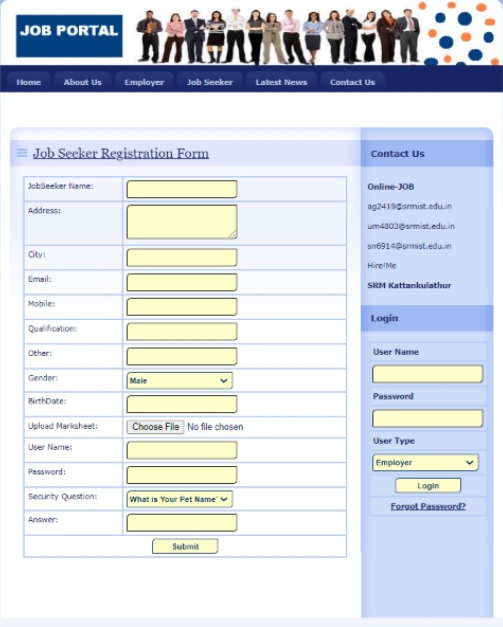 JOB PORTAL
Home About Us Employer Job Seeker Latest News Contact Us
Job Seeker Registration Form
JobSeeker Name:
Address:
City:
Email:
Mobile:
Qualification:
Other:
Gender: Male
BirthDate:
Upload Marksheet: Choose File No file chosen
User Name:
Password:
Security Question: What is Your Pet Name'
Answer:
Submit
Contact Us
Online-JOB
ag2419@srmist.edu.in
um4803@srmist.edu.in
sn6914@srmist.edu.in
Hire!Me
SRM Kattankulathur
Login
User Name
Password
User Type
Employer
Login
Forgot Password?